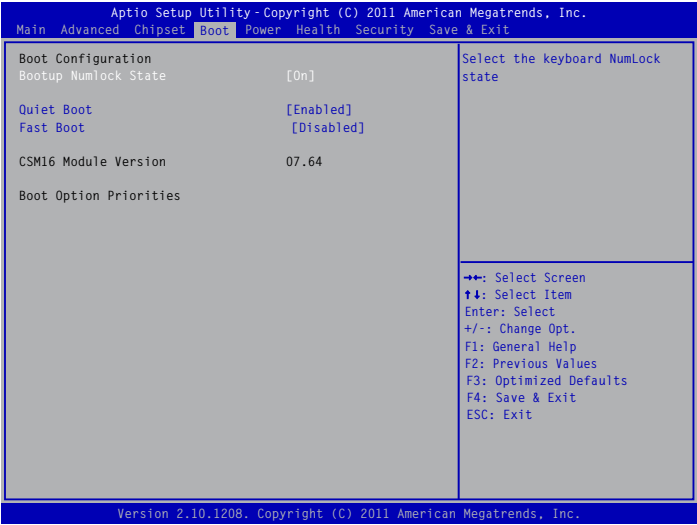 Aptio Setup Utility - Copyright (C) 2011 American Megatrends, Inc.
Main Advanced Chipset Boot Power Health Security Save & Exit
Boot Configuration
Bootup Numlock State [On]
Quiet Boot [Enabled]
Fast Boot [Disabled]
CSM16 Module Version 07.64
Boot Option Priorities
Select the keyboard NumLock
state
→←: Select Screen
↑↓: Select Item
Enter: Select
+/-: Change Opt.
F1: General Help
F2: Previous Values
F3: Optimized Defaults
F4: Save & Exit
ESC: Exit
Version 2.10.1208. Copyright (C) 2011 American Megatrends, Inc.